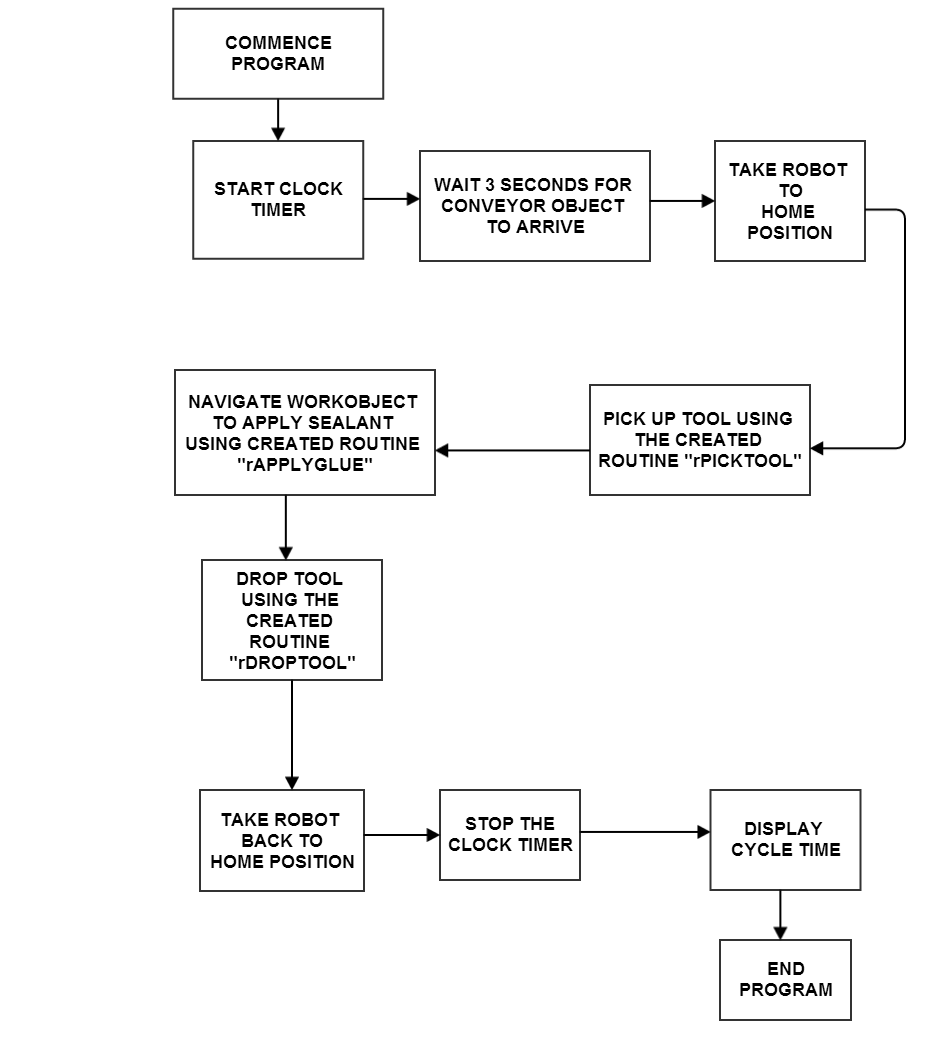 COMMENCE
PROGRAM
START CLOCK
TIMER
WAIT 3 SECONDS FOR
CONVEYOR OBJECT
TO ARRIVE
TAKE ROBOT
TO
HOME
POSITION
PICK UP TOOL USING
THE CREATED
ROUTINE "rPICKTOOL"
NAVIGATE WORKOBJECT
TO APPLY SEALANT
USING CREATED ROUTINE
"rAPPLYGLUE"
DROP TOOL
USING THE
CREATED
ROUTINE
"rDROPTOOL"
TAKE ROBOT
BACK TO
HOME POSITION
STOP THE
CLOCK TIMER
DISPLAY
CYCLE TIME
END
PROGRAM